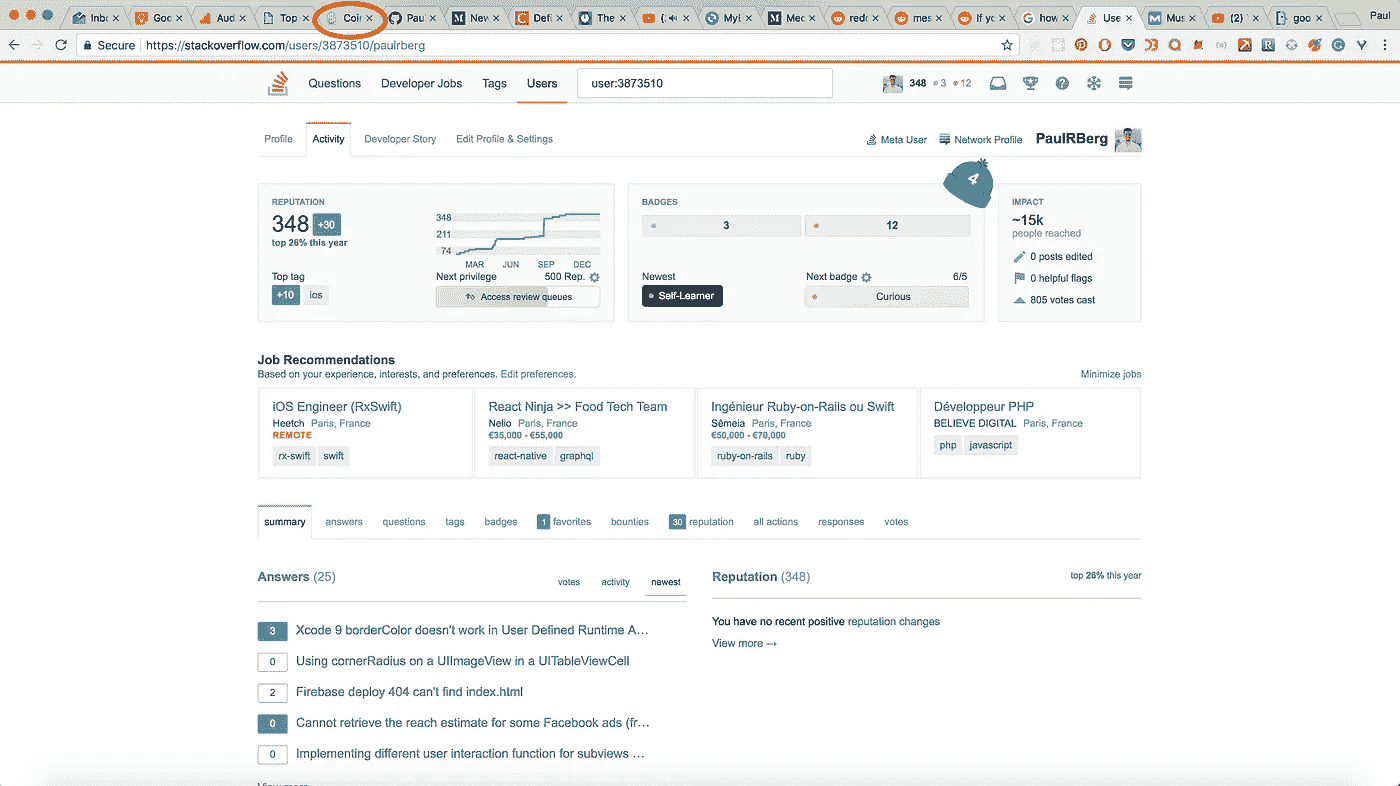 Inbo Goo Aud Top Coin Pau New Defi The (: MyI Mec redd mes If yo how Use Mus (2) goo Paul
Secure https://stackoverflow.com/users/3873510/paulrberg
Questions Developer Jobs Tags Users user:3873510 348 3 12
Profile Activity Developer Story Edit Profile & Settings Meta User Network Profile PaulRBerg
4
REPUTATION BADGES IMPACT
348 +30 3 12 ~15k
top 26% this year people reached
348
211
74
MAR JUN SEP DEC
0 posts edited
Top tag Next privilege 500 Rep. Newest Next badge 6/5 0 helpful flags
+10 ios Access review queues Self-Learner Curious 805 votes cast
Job Recommendations
Based on your experience, interests, and preferences. Edit preferences. Minimize jobs
iOS Engineer (RxSwift)
Heetch Paris, France
REMOTE
rx-swift swift
React Ninja >> Food Tech Team
Nelio Paris, France
€35,000 - €55,000
react-native graphql
Ingénieur Ruby-on-Rails ou Swift
Sêmeia Paris, France
€50,000 - €70,000
ruby-on-rails ruby
Développeur PHP
BELIEVE DIGITAL Paris, France
php javascript
summary answers questions tags badges 1 favorites bounties 30 reputation all actions responses votes
Answers (25) votes activity newest
3 Xcode 9 borderColor doesn't work in User Defined Runtime A…
0 Using cornerRadius on a UIImageView in a UITableViewCell
2 Firebase deploy 404 can't find index.html
0 Cannot retrieve the reach estimate for some Facebook ads (fr…
0 Implementing different user interaction function for subviews …
Reputation (348) top 26% this year
You have no recent positive reputation changes
View more →